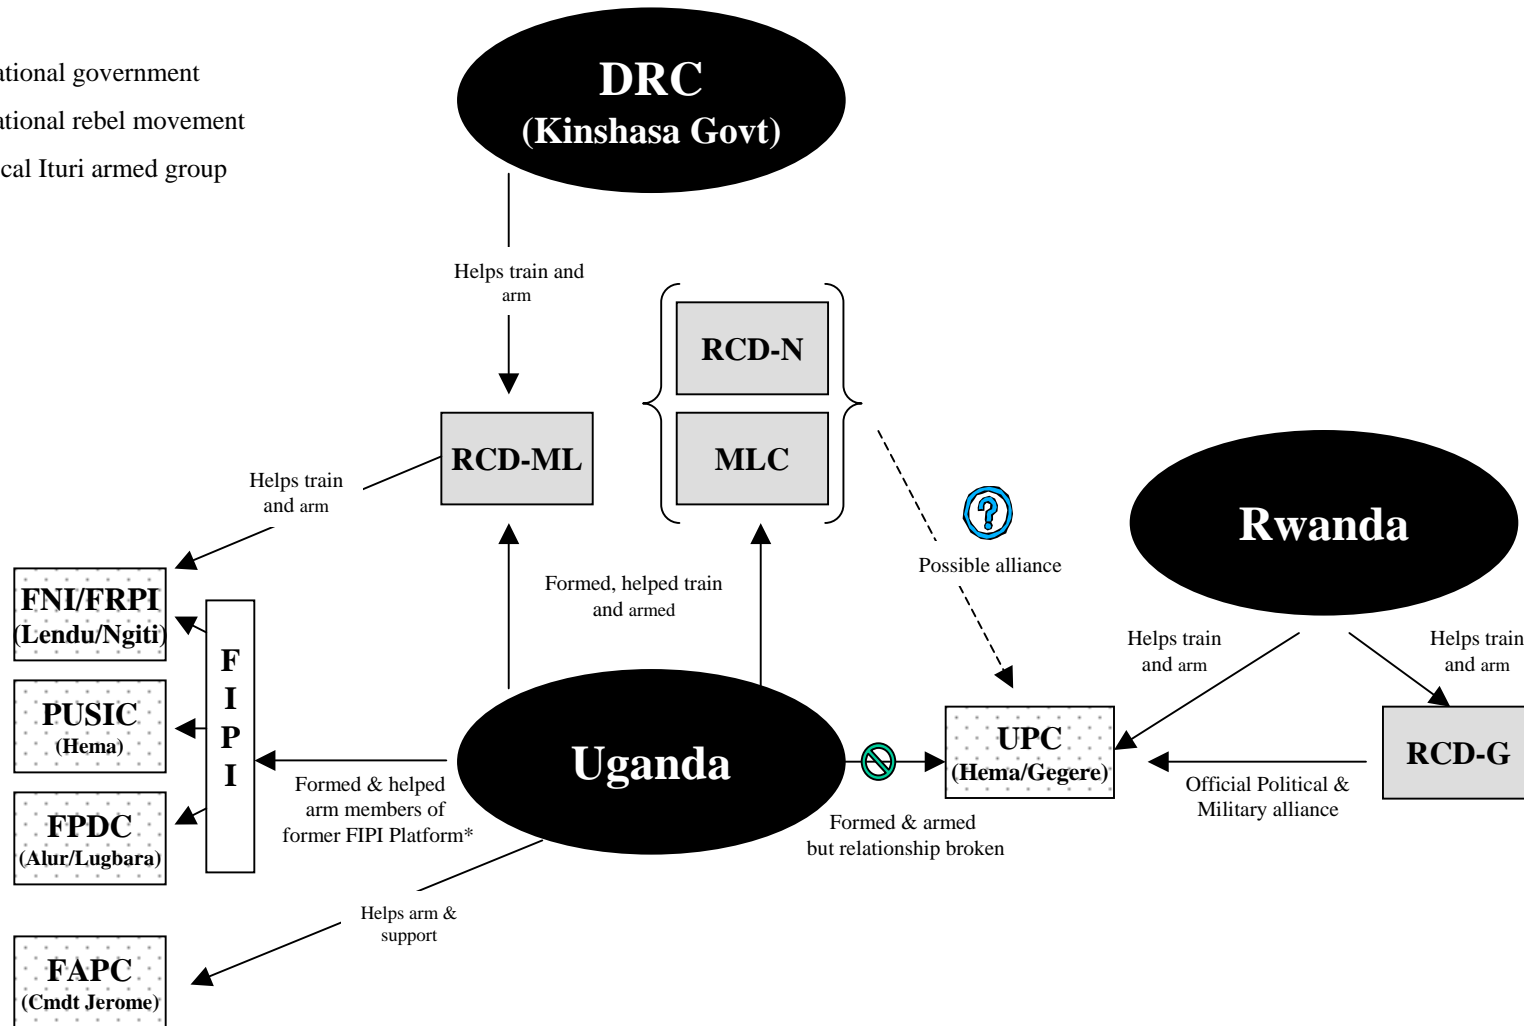 ational government
ational rebel movement
cal Ituri armed group
DRC
(Kinshasa Govt)
Helps train and
arm
RCD-N
MLC
RCD-ML
Helps train
and arm
Possible alliance
Rwanda
Formed, helped train
and armed
FNI/FRPI
(Lendu/Ngiti)
F
I
P
I
PUSIC
(Hema)
FPDC
(Alur/Lugbara)
Formed & helped
arm members of
former FIPI Platform*
Uganda
Formed & armed
but relationship broken
UPC
(Hema/Gegere)
Helps train
and arm
Helps train
and arm
RCD-G
Official Political &
Military alliance
Helps arm &
support
FAPC
(Cmdt Jerome)